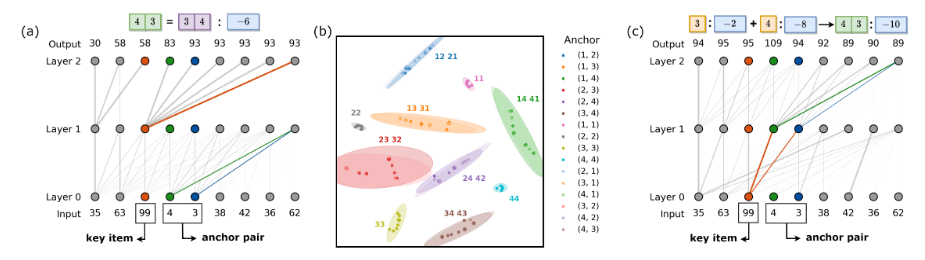 4 3 = 3 4 : −6
(a)
Output 30 58 58 83 93 93 93 93 93
Layer 2
Layer 1
Layer 0
Input 35 63 99 4 3 38 42 36 62
key item
anchor pair
(b)
12 21
11
13 31
14 41
22
23 32
24 42
44
33
34 43
Anchor
(1, 2)
(1, 3)
(1, 4)
(2, 3)
(2, 4)
(3, 4)
(1, 1)
(2, 2)
(3, 3)
(4, 4)
(2, 1)
(3, 1)
(4, 1)
(3, 2)
(4, 2)
(4, 3)
3 : −2 + 4 : −8 → 4 3 : −10
(c)
Output 94 95 95 109 94 92 89 90 89
Layer 2
Layer 1
Layer 0
Input 35 63 99 4 3 38 42 36 62
key item
anchor pair